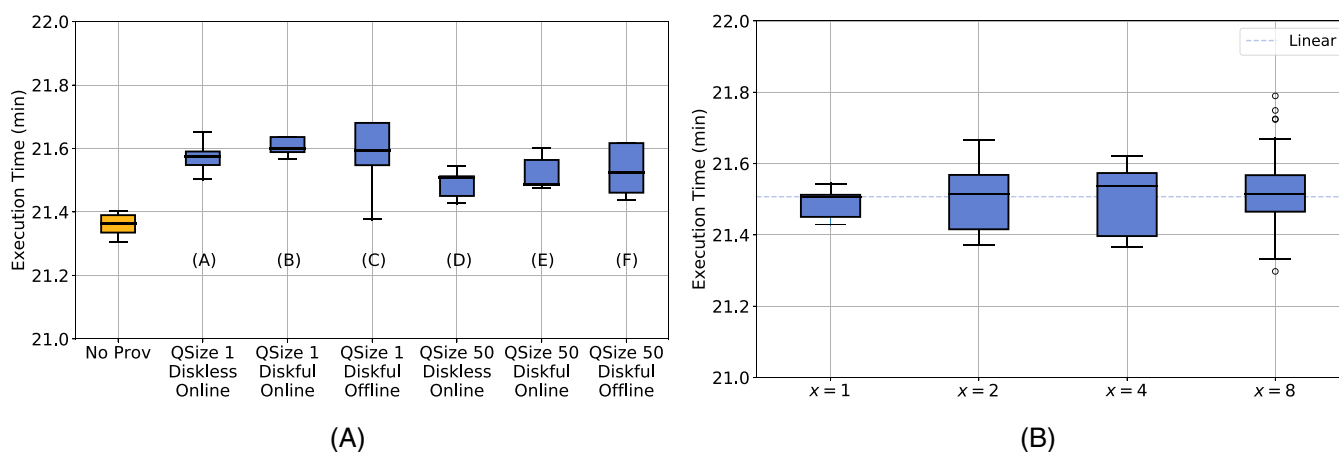 22.0
21.8
21.6
21.4
21.2
21.0
Execution Time (min)
(A) (B) (C) (D) (E) (F)
No Prov
QSize 1 Diskless Online
QSize 1 Diskful Online
QSize 1 Diskful Offline
QSize 50 Diskless Online
QSize 50 Diskful Online
QSize 50 Diskful Offline
(A)
22.0
21.8
21.6
21.4
21.2
21.0
Execution Time (min)
Linear
x = 1 x = 2 x = 4 x = 8
(B)